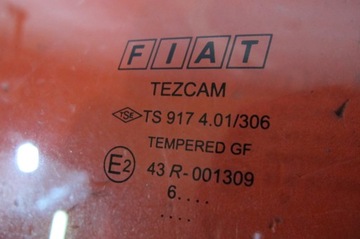 FIAT
TEZCAM
TSE TS 917 4.01/306
TEMPERED GF
E2 43 R-001309
6....
....